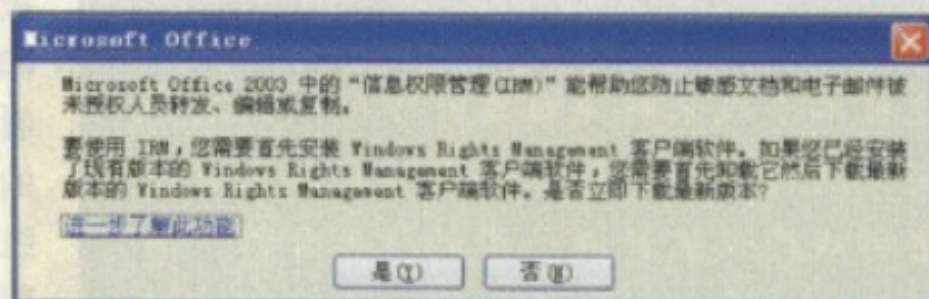 Microsoft Office
Microsoft Office 2003 中的“信息权限管理(IRM)”能帮助您防止敏感文档和电子邮件被
未授权人员转发、编辑或复制。
要使用 IRM，您需要首先安装 Windows Rights Management 客户端软件。如果您已经安装
了现有版本的 Windows Rights Management 客户端软件，您需要首先卸载它然后下载最新
版本的 Windows Rights Management 客户端软件。是否立即下载最新版本?
进一步了解此功能
是(Y) 否(N)